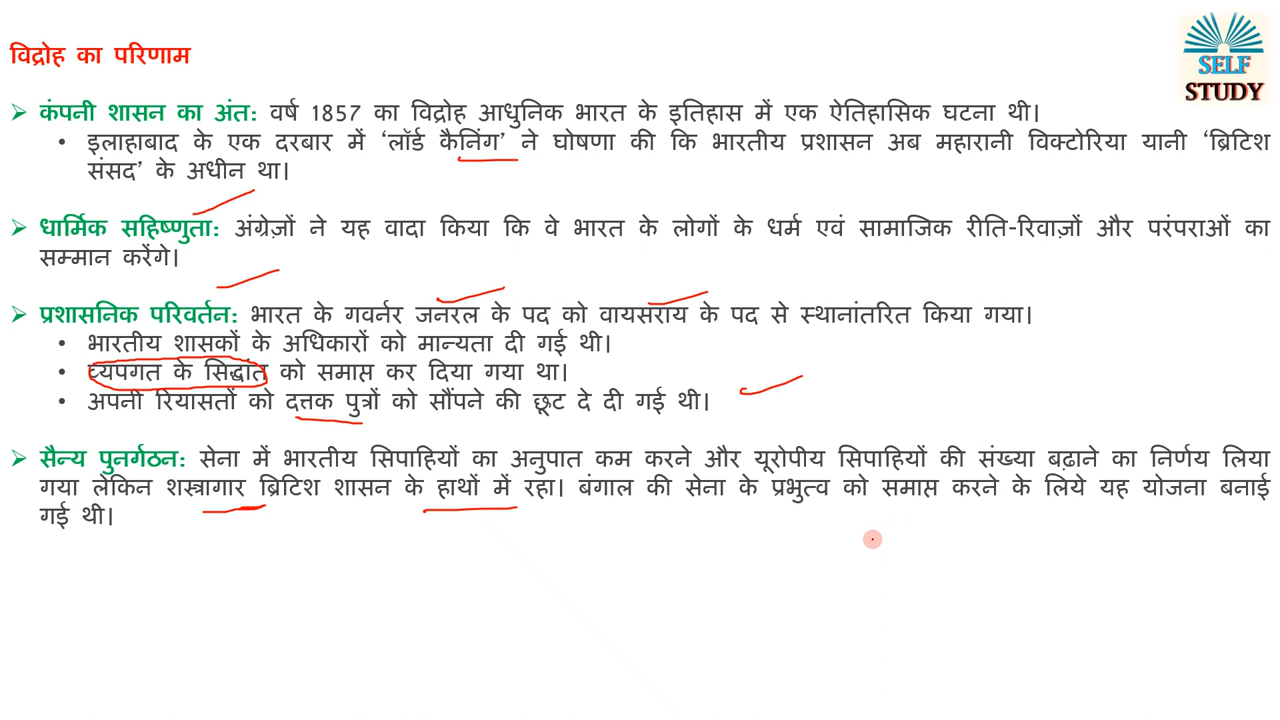 विद्रोह का परिणाम
SELF
STUDY
➢ कंपनी शासन का अंत: वर्ष 1857 का विद्रोह आधुनिक भारत के इतिहास में एक ऐतिहासिक घटना थी।
• इलाहाबाद के एक दरबार में ‘लॉर्ड कैनिंग’ ने घोषणा की कि भारतीय प्रशासन अब महारानी विक्टोरिया यानी ‘ब्रिटिश
संसद’ के अधीन था।
➢ धार्मिक सहिष्णुता: अंग्रेज़ों ने यह वादा किया कि वे भारत के लोगों के धर्म एवं सामाजिक रीति-रिवाज़ों और परंपराओं का
सम्मान करेंगे।
➢ प्रशासनिक परिवर्तन: भारत के गवर्नर जनरल के पद को वायसराय के पद से स्थानांतरित किया गया।
• भारतीय शासकों के अधिकारों को मान्यता दी गई थी।
• व्यपगत के सिद्धांत को समाप्त कर दिया गया था।
• अपनी रियासतों को दत्तक पुत्रों को सौंपने की छूट दे दी गई थी।
➢ सैन्य पुनर्गठन: सेना में भारतीय सिपाहियों का अनुपात कम करने और यूरोपीय सिपाहियों की संख्या बढ़ाने का निर्णय लिया
गया लेकिन शस्त्रागार ब्रिटिश शासन के हाथों में रहा। बंगाल की सेना के प्रभुत्व को समाप्त करने के लिये यह योजना बनाई
गई थी।